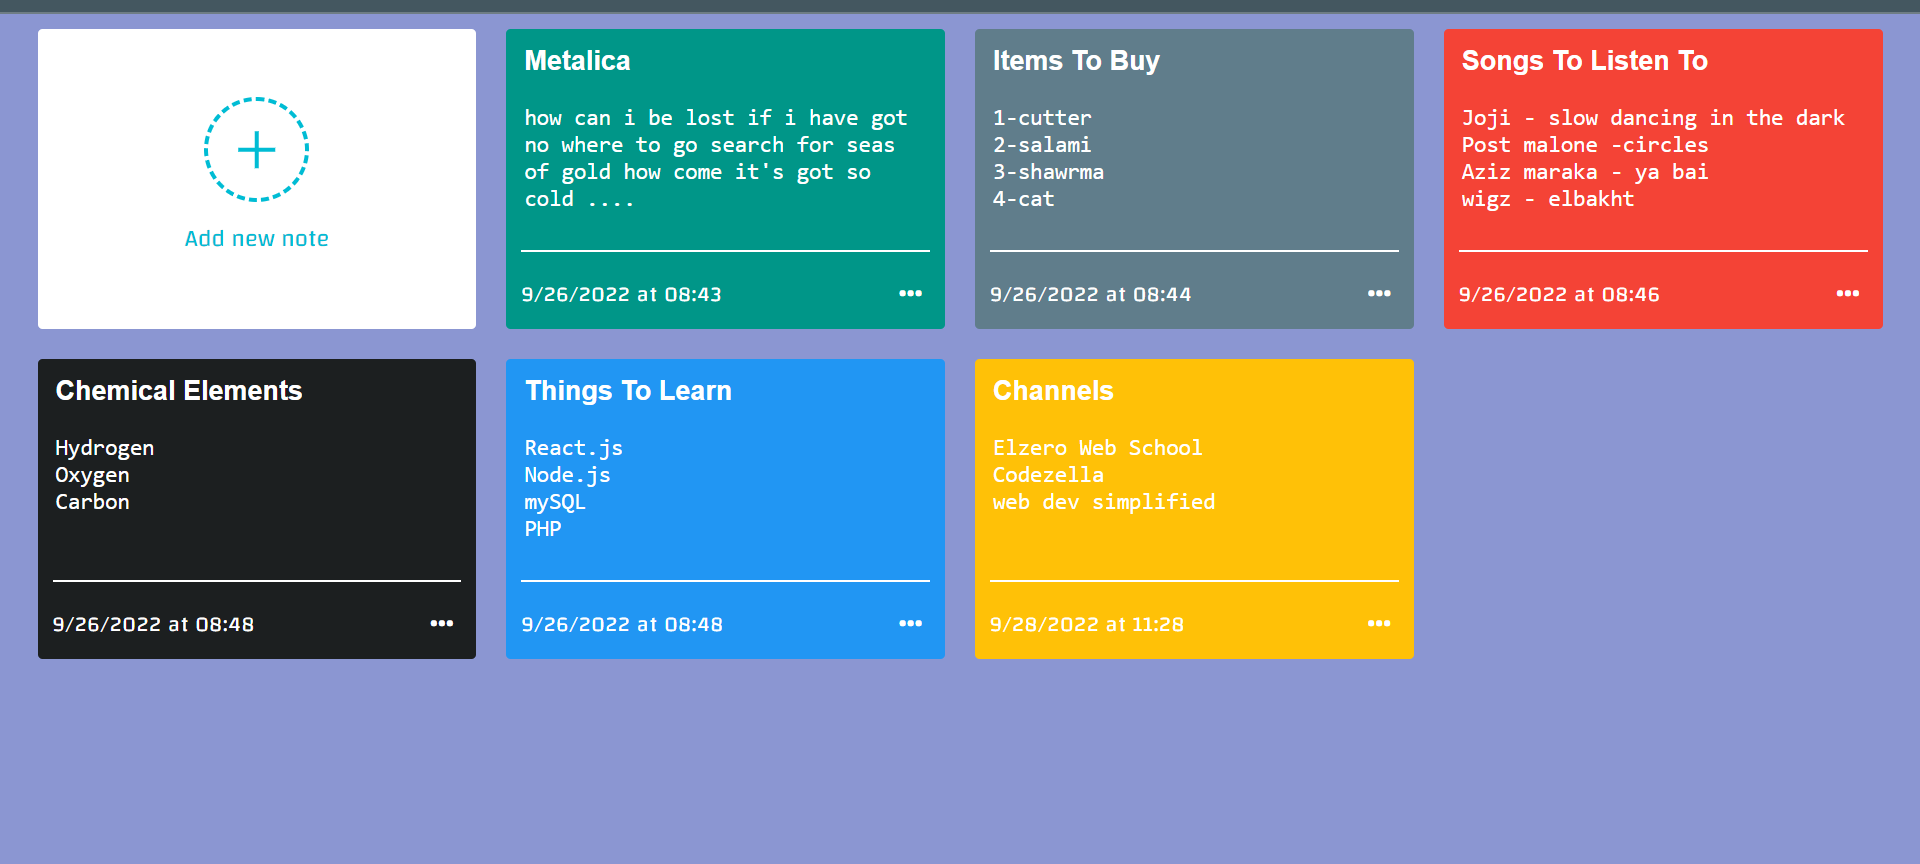 Add new note
Metalica
how can i be lost if i have got
no where to go search for seas
of gold how come it's got so
cold ....
9/26/2022 at 08:43
Items To Buy
1-cutter
2-salami
3-shawrma
4-cat
9/26/2022 at 08:44
Songs To Listen To
Joji - slow dancing in the dark
Post malone -circles
Aziz maraka - ya bai
wigz - elbakht
9/26/2022 at 08:46
Chemical Elements
Hydrogen
Oxygen
Carbon
9/26/2022 at 08:48
Things To Learn
React.js
Node.js
mySQL
PHP
9/26/2022 at 08:48
Channels
Elzero Web School
Codezella
web dev simplified
9/28/2022 at 11:28